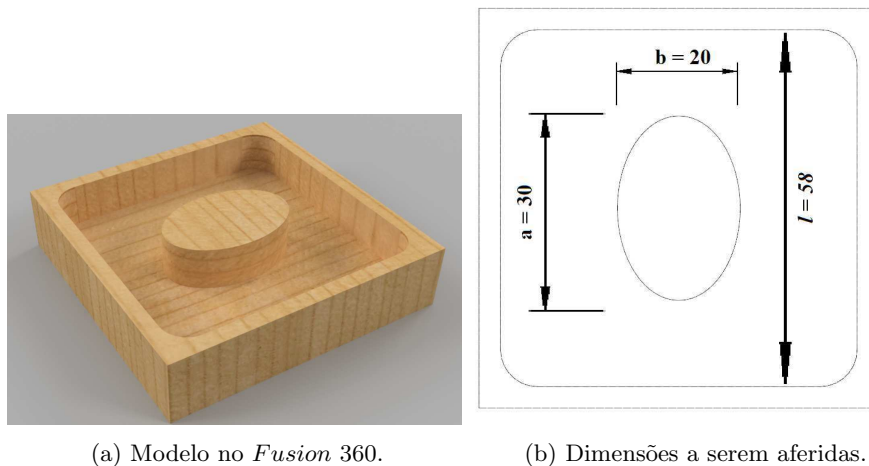 b = 20
a = 30
l = 58
(a) Modelo no Fusion 360.
(b) Dimensões a serem aferidas.